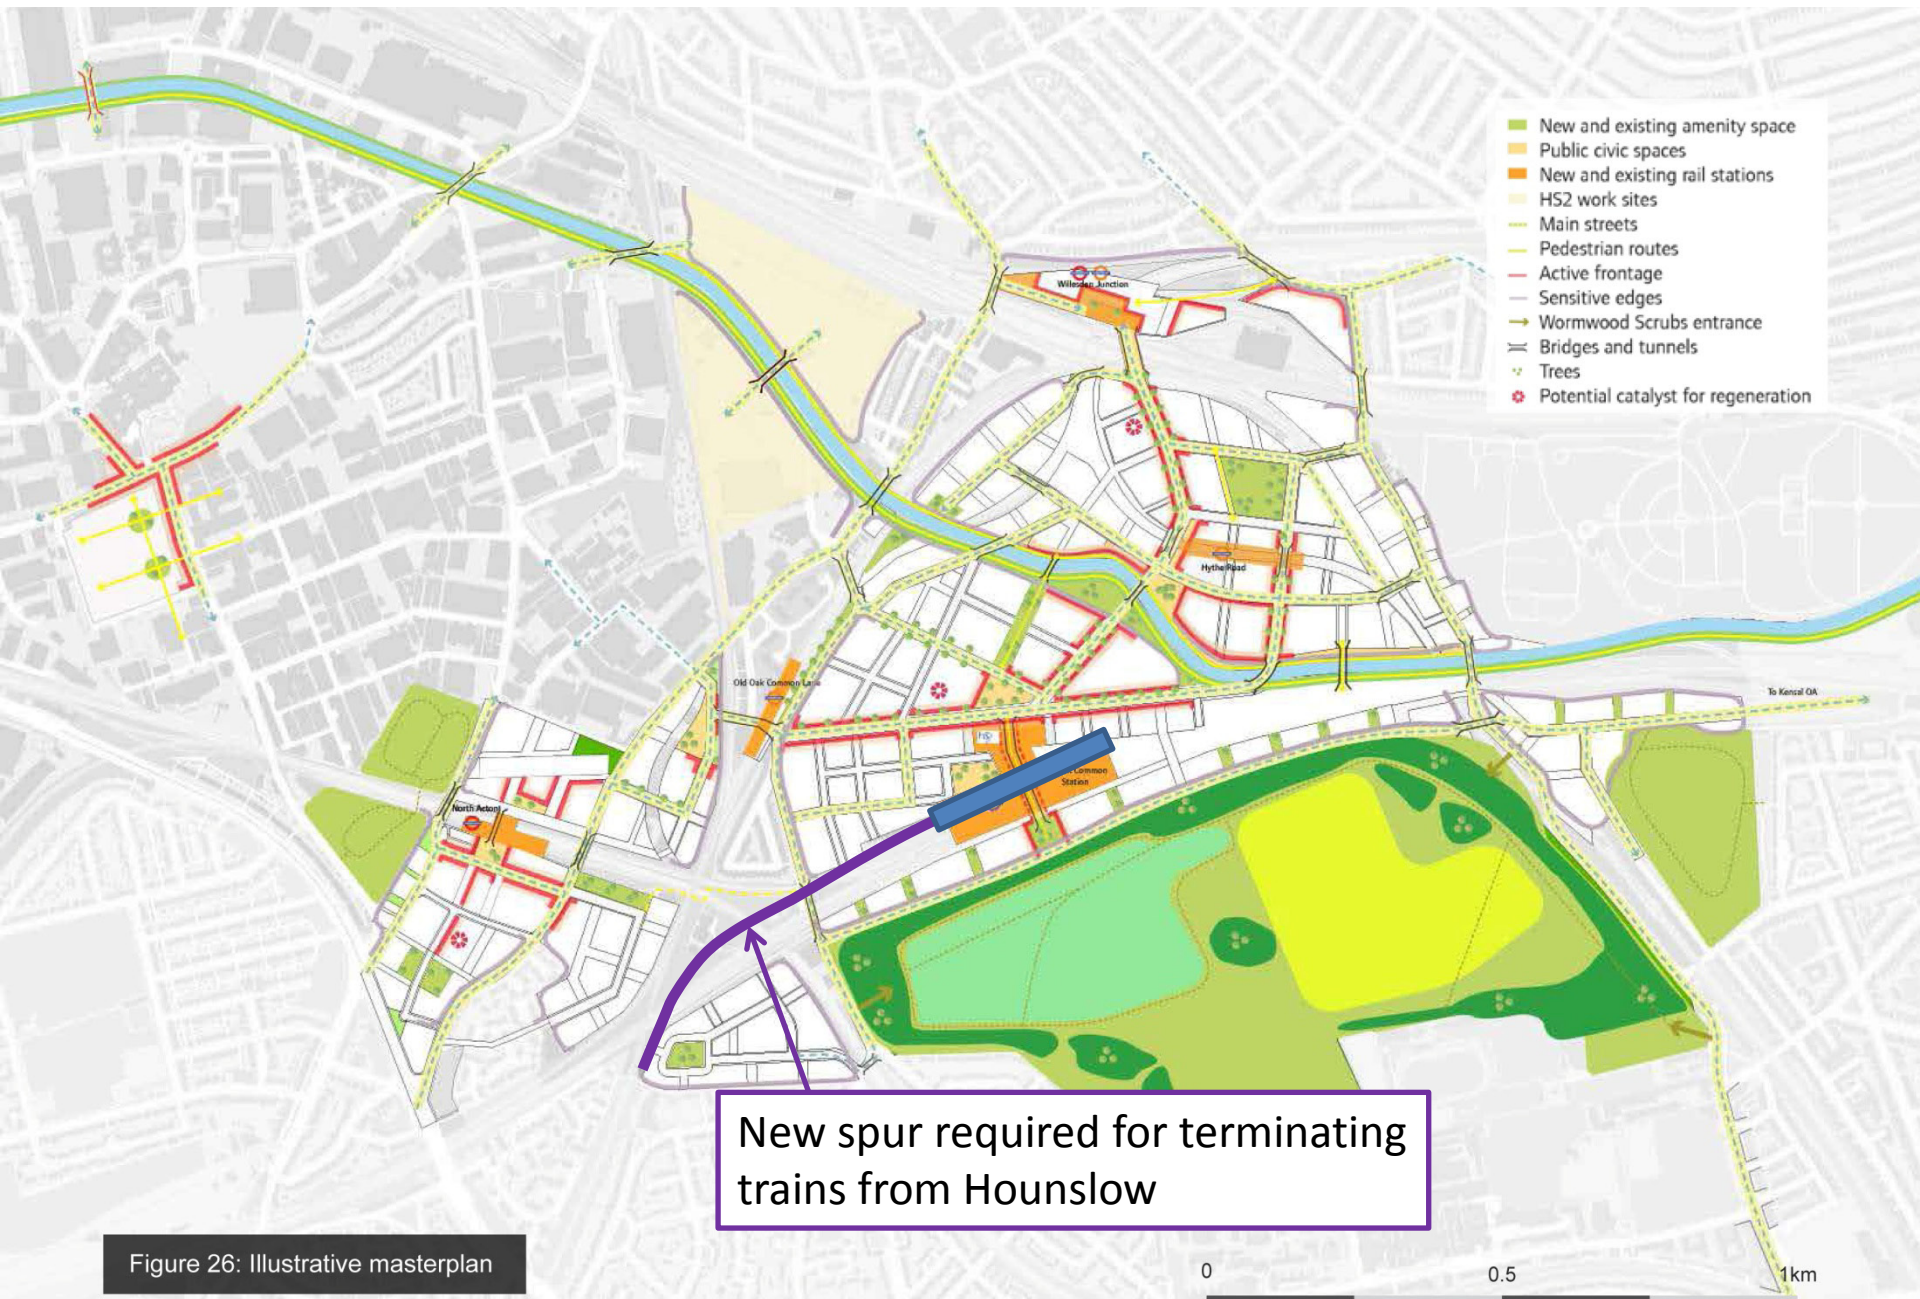 New and existing amenity space
Public civic spaces
New and existing rail stations
HS2 work sites
Main streets
Pedestrian routes
Active frontage
Sensitive edges
Wormwood Scrubs entrance
Bridges and tunnels
Trees
Potential catalyst for regeneration
Willesden Junction
Hythe Road
Old Oak Common La
To Kensal OA
Common
Station
North Acton
New spur required for terminating
trains from Hounslow
Figure 26: Illustrative masterplan
0
0.5
1km